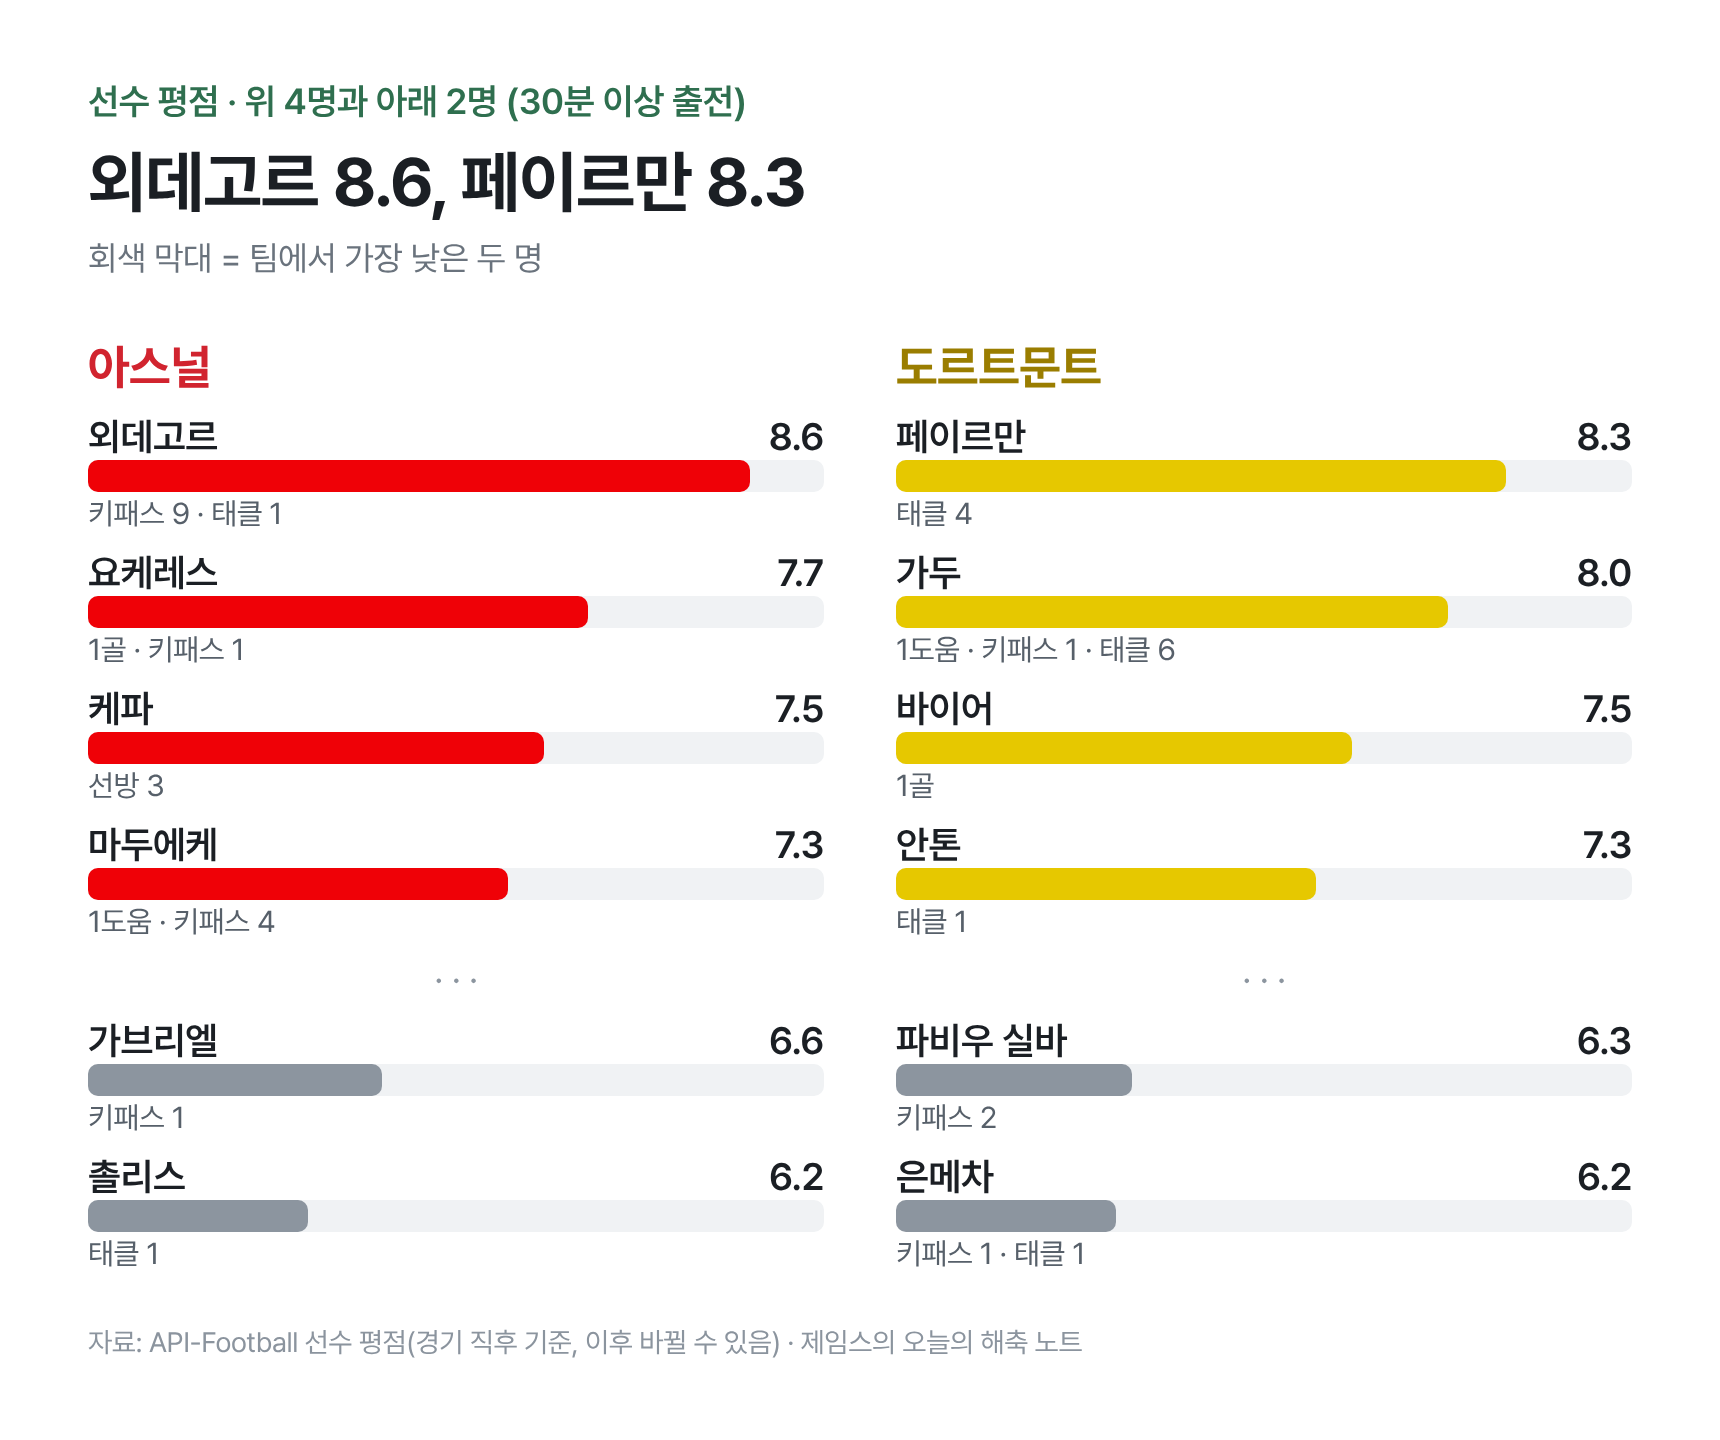 선수 평점 · 위 4명과 아래 2명 (30분 이상 출전)
외데고르 8.6, 페이르만 8.3
회색 막대 = 팀에서 가장 낮은 두 명
아스널
외데고르 8.6
키패스 9 · 태클 1
요케레스 7.7
1골 · 키패스 1
케파 7.5
선방 3
마두에케 7.3
1도움 · 키패스 4
· · ·
가브리엘 6.6
키패스 1
촐리스 6.2
태클 1
도르트문트
페이르만 8.3
태클 4
가두 8.0
1도움 · 키패스 1 · 태클 6
바이어 7.5
1골
안톤 7.3
태클 1
· · ·
파비우 실바 6.3
키패스 2
은메차 6.2
키패스 1 · 태클 1
자료: API-Football 선수 평점(경기 직후 기준, 이후 바뀔 수 있음) · 제임스의 오늘의 해축 노트